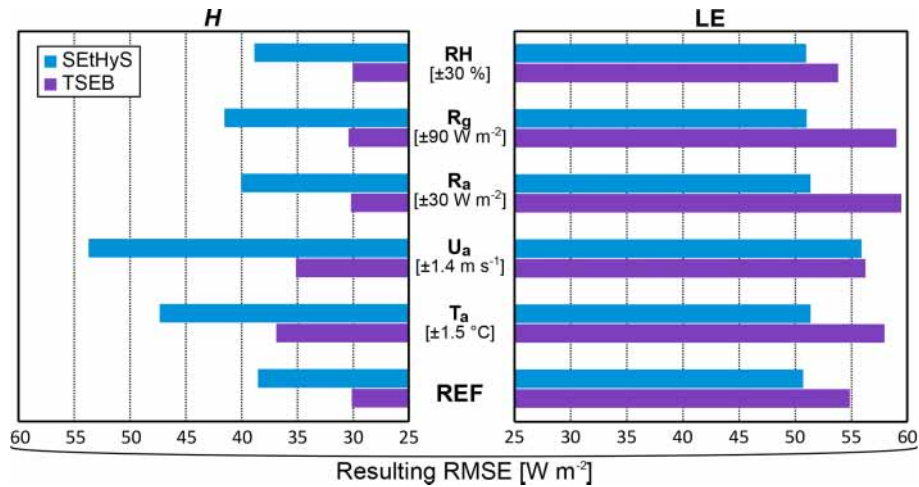 H LE
SEtHyS
TSEB
RH
[±30 %]
Rg
[±90 W m⁻²]
Ra
[±30 W m⁻²]
Ua
[±1.4 m s⁻¹]
Ta
[±1.5 °C]
REF
60 55 50 45 40 35 30 25 25 30 35 40 45 50 55 60
Resulting RMSE [W m⁻²]